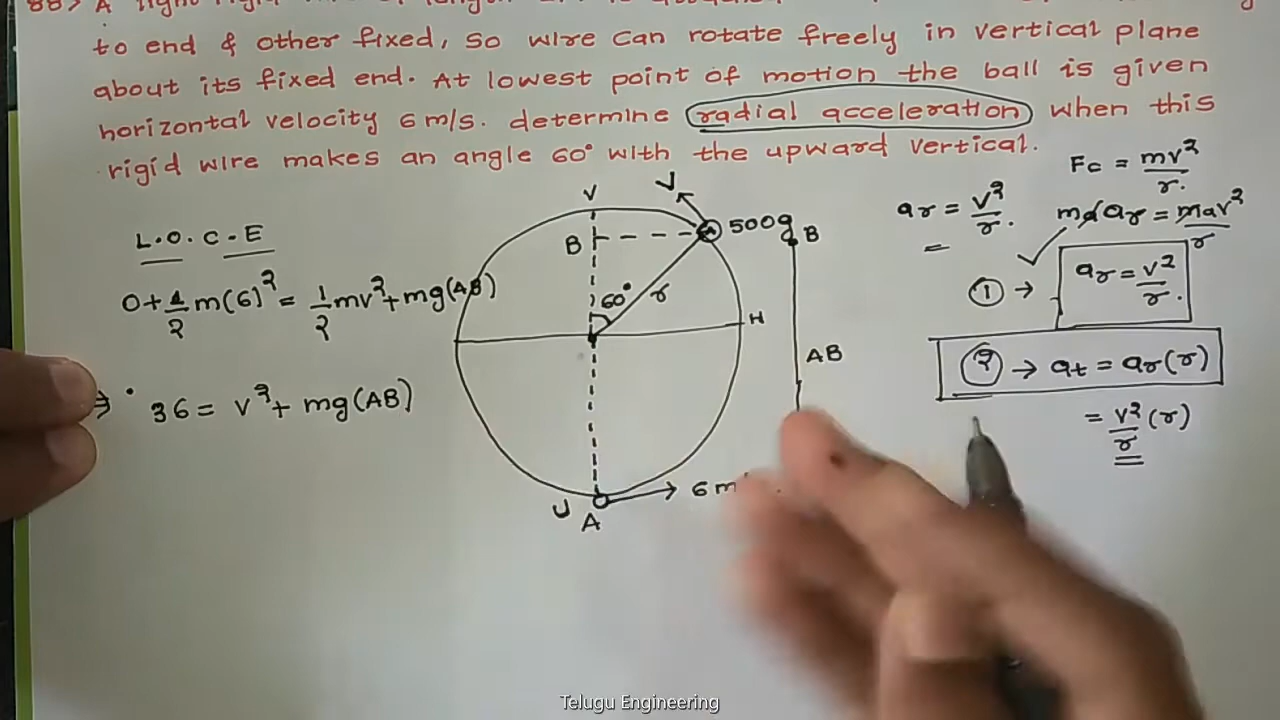 to end & other fixed, so wire can rotate freely in vertical plane
about its fixed end. At lowest point of motion the ball is given
horizontal velocity 6 m/s. determine radial acceleration when this
rigid wire makes an angle 60° with the upward vertical.
L.O.C.E
0+1/2 m(6)² = 1/2 mv²+mg(AB)
⇒ 36 = v²+ mg(AB)
V
V
B
500g
60°
r
H
U
A
6 m
B
AB
Fc = mv²/r.
ar = v²/r.
mar = mv²/r
① → ar = v²/r.
② → at = ar(r)
= v²/r (r)
Telugu Engineering